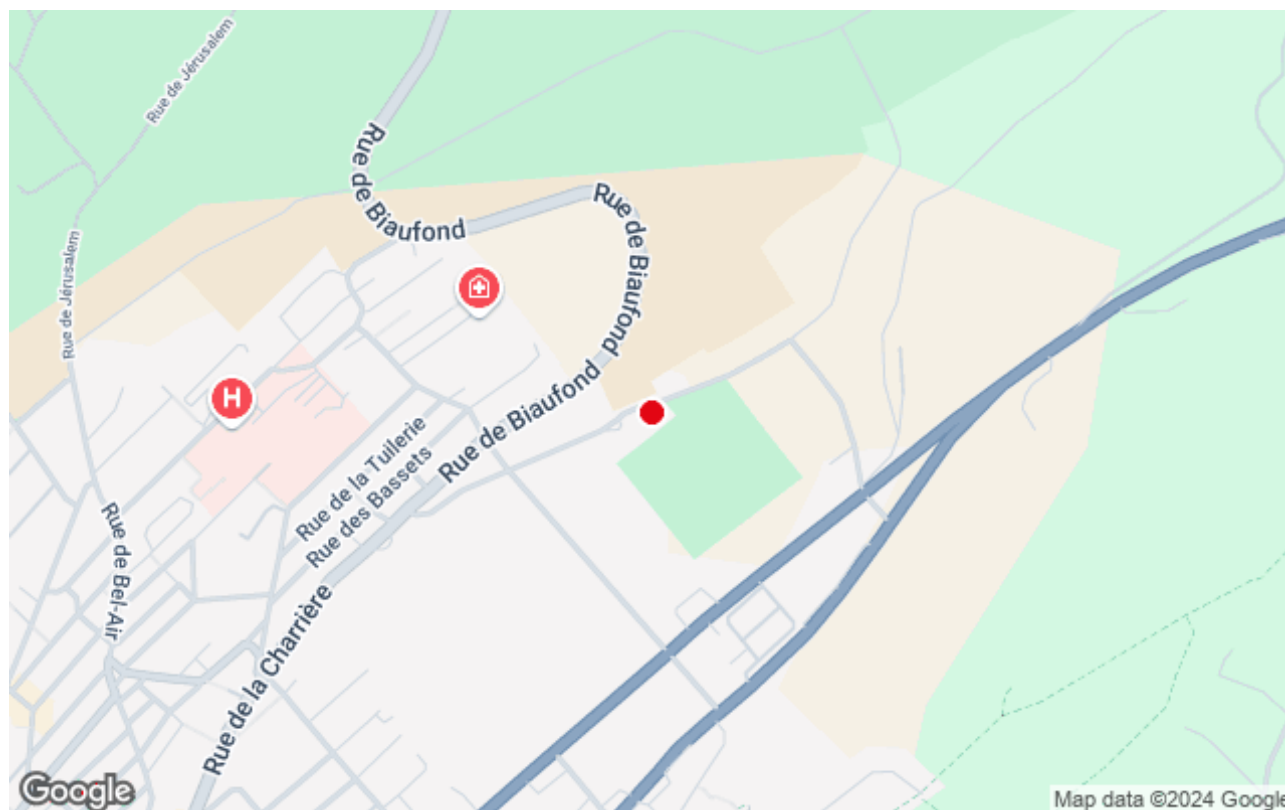 Rue de Jérusalem
Rue de Biaufond
Rue de Biaufond
Rue de Jérusalem
H
Rue de Biaufond
Rue de la Tuilerie
Rue des Bassets
Rue de Bel-Air
Rue de la Charrière
Google
Map data ©2024 Google